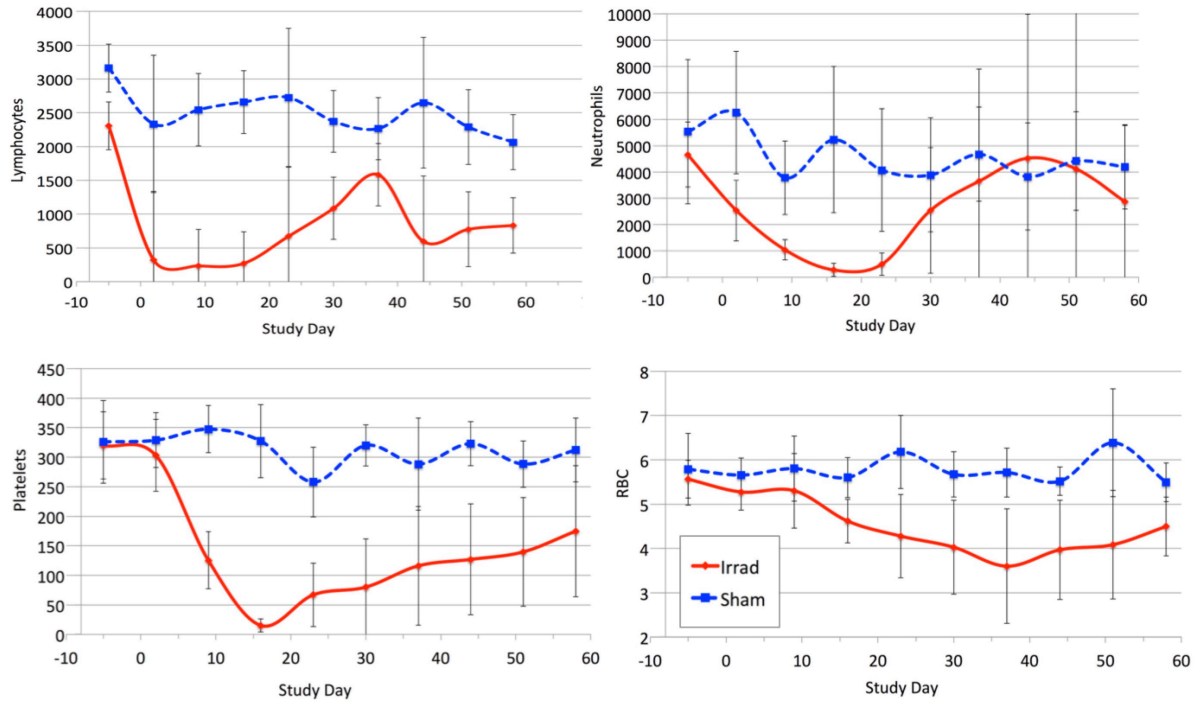 4000
3500
3000
2500
2000
1500
1000
500
0
Lymphocytes
-10 0 10 20 30 40 50 60
Study Day
10000
9000
8000
7000
6000
5000
4000
3000
2000
1000
0
Neutrophils
-10 0 10 20 30 40 50 60
Study Day
450
400
350
300
250
200
150
100
50
0
Platelets
-10 0 10 20 30 40 50 60
Study Day
8
7
6
5
4
3
2
RBC
Irrad
Sham
-10 0 10 20 30 40 50 60
Study Day